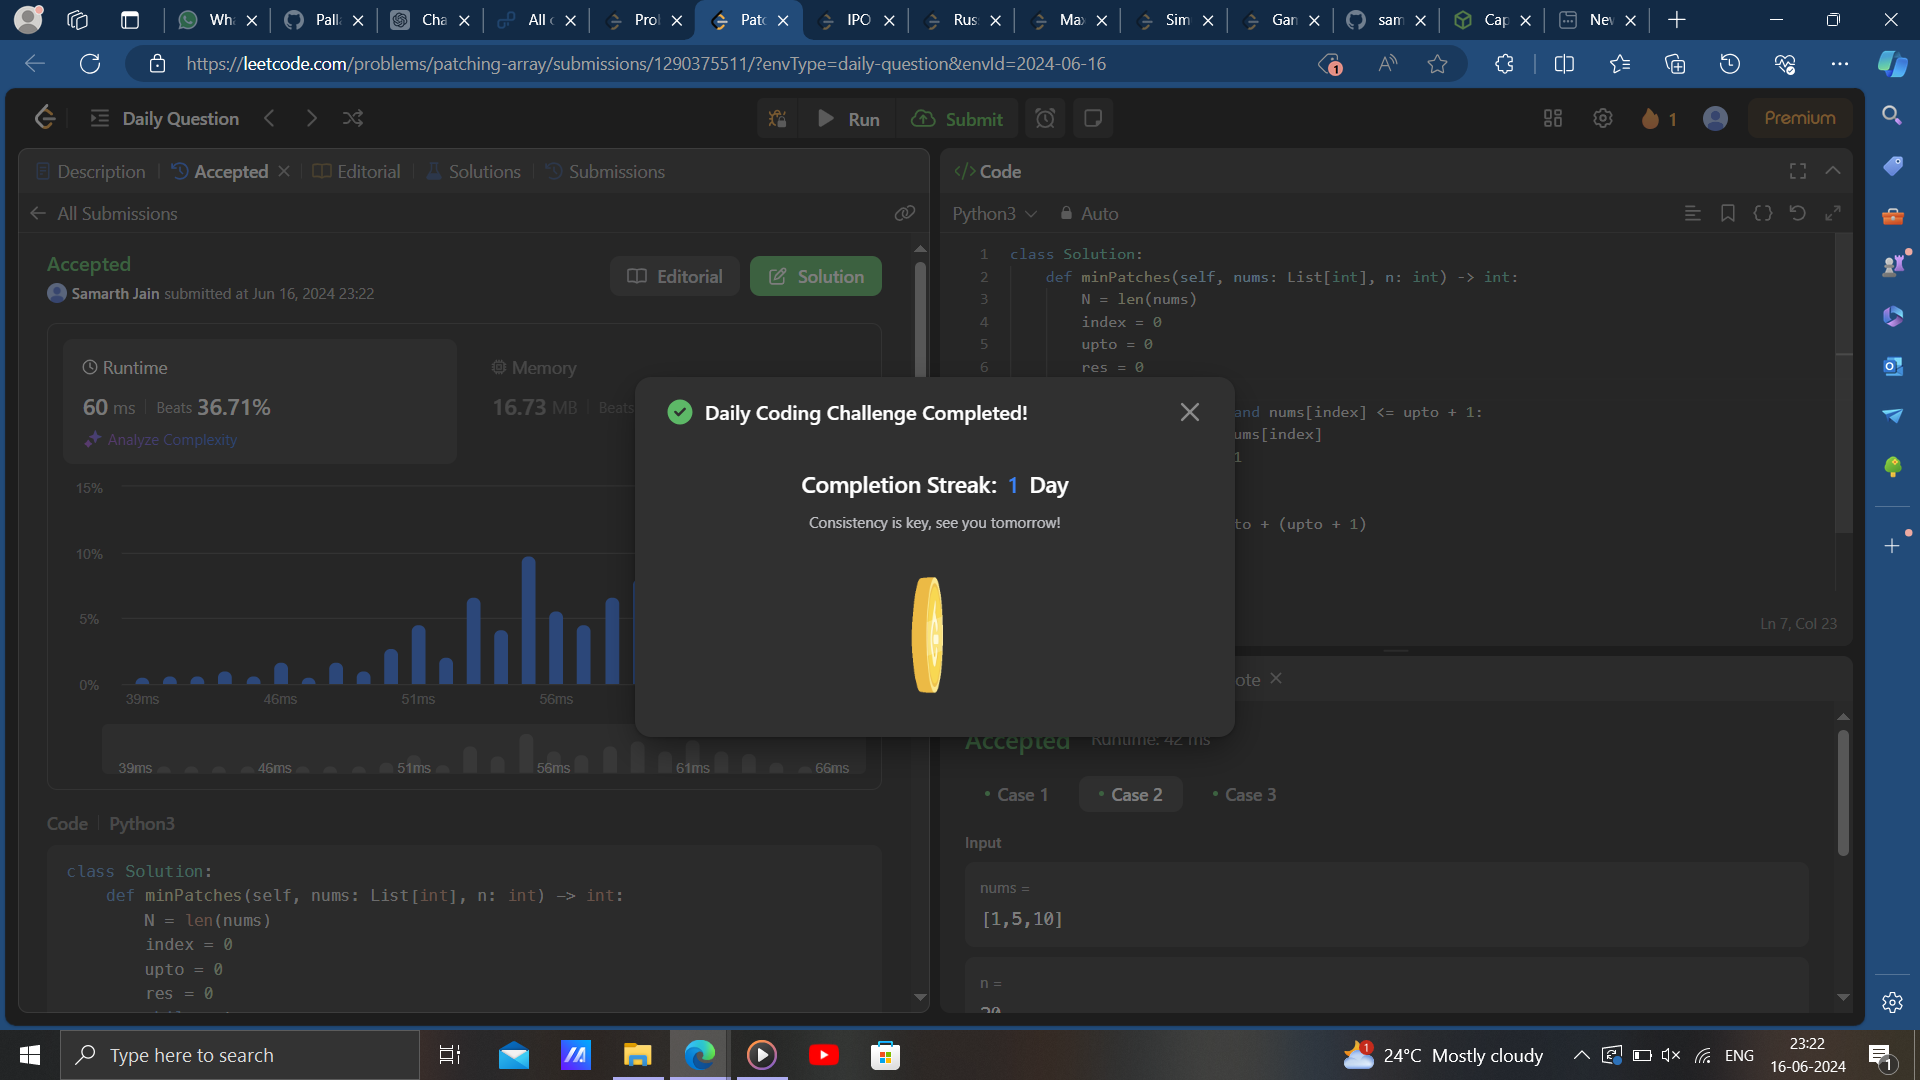 Wh
Pall
Cha
All
Pro
Pat
IPO
Rus
Ma
Sim
Gan
sam
Cap
Ne
https://leetcode.com/problems/patching-array/submissions/1290375511/?envType=daily-question&envId=2024-06-16
1
Daily Question
Run
Submit
1
Premium
Description
Accepted
Editorial
Solutions
Submissions
All Submissions
Accepted
Samarth Jain submitted at Jun 16, 2024 23:22
Editorial
Solution
Runtime
60 ms
Beats 36.71%
Analyze Complexity
Memory
16.73 MB
Beats
15%
10%
5%
0%
39ms
46ms
51ms
56ms
39ms
46ms
51ms
56ms
61ms
66ms
Code
Python3
class Solution:
def minPatches(self, nums: List[int], n: int) -> int:
N = len(nums)
index = 0
upto = 0
res = 0
Daily Coding Challenge Completed!
Completion Streak: 1 Day
Consistency is key, see you tomorrow!
</> Code
Python3
Auto
1 class Solution:
2 def minPatches(self, nums: List[int], n: int) -> int:
3 N = len(nums)
4 index = 0
5 upto = 0
6 res = 0
and nums[index] <= upto + 1:
ums[index]
1
to + (upto + 1)
Ln 7, Col 23
ote
Accepted
Runtime: 42 ms
Case 1
Case 2
Case 3
Input
nums =
[1,5,10]
n =
20
Type here to search
1
24°C Mostly cloudy
ENG
23:22
16-06-2024
1